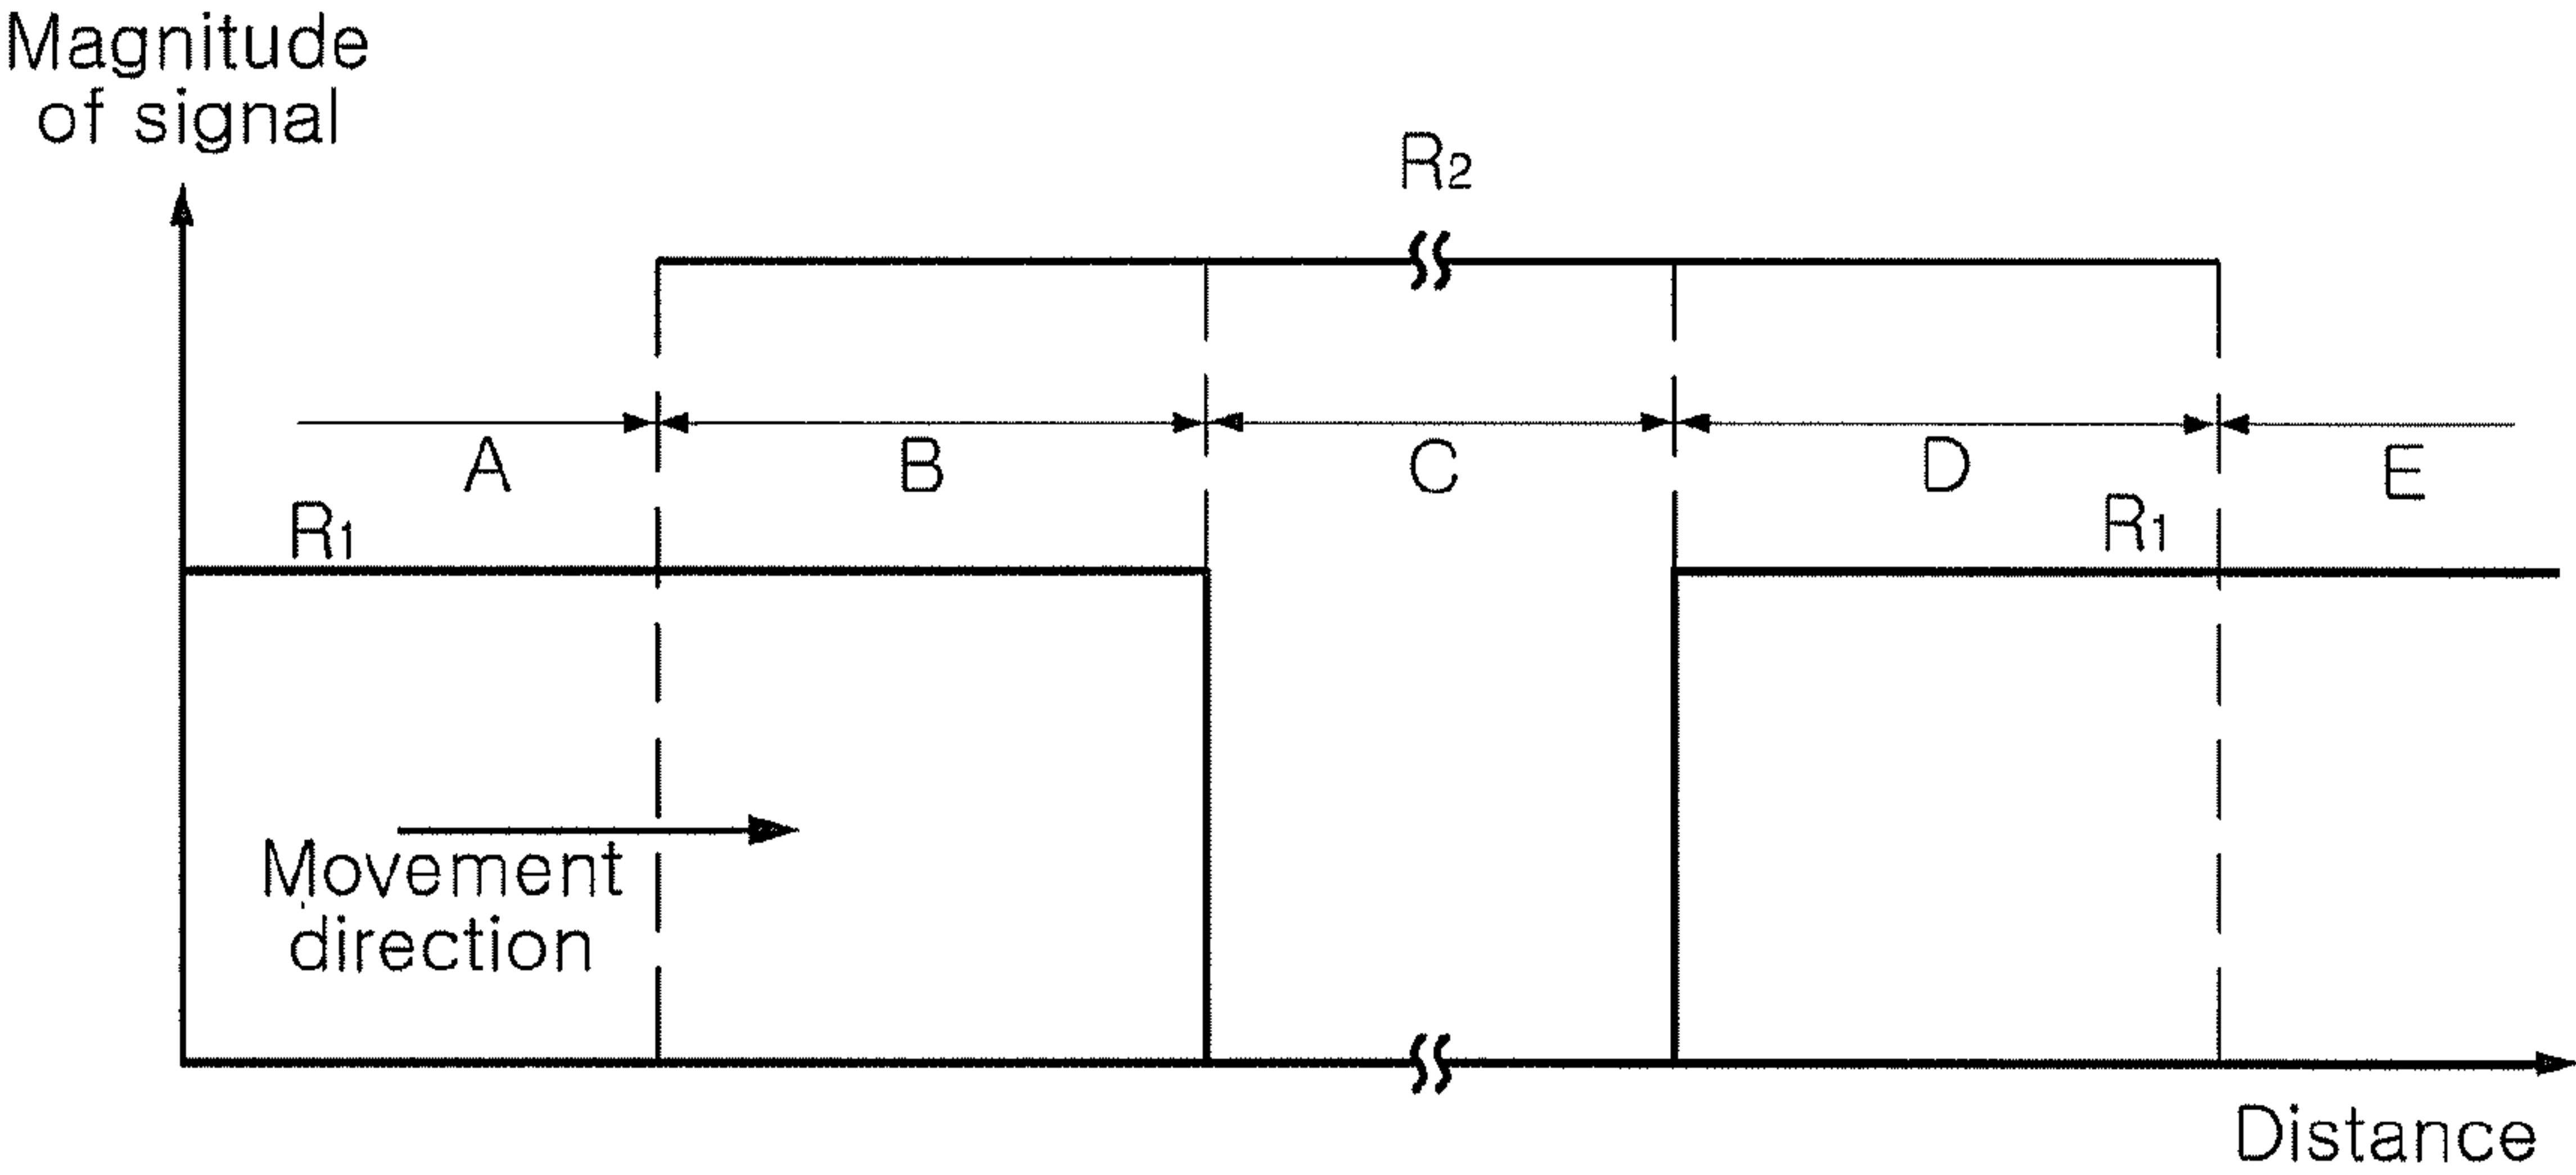 Magnitude
of signal
R2
A
B
C
D
E
R1
R1
Movement
direction
Distance